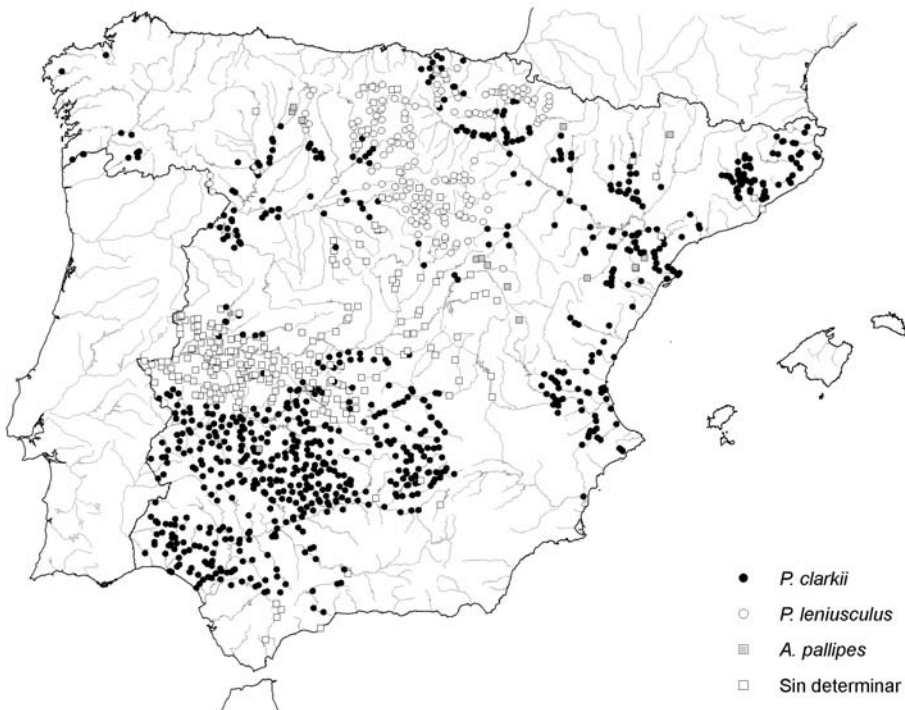 P. clarkii
P. leniusculus
A. pallipes
Sin determinar